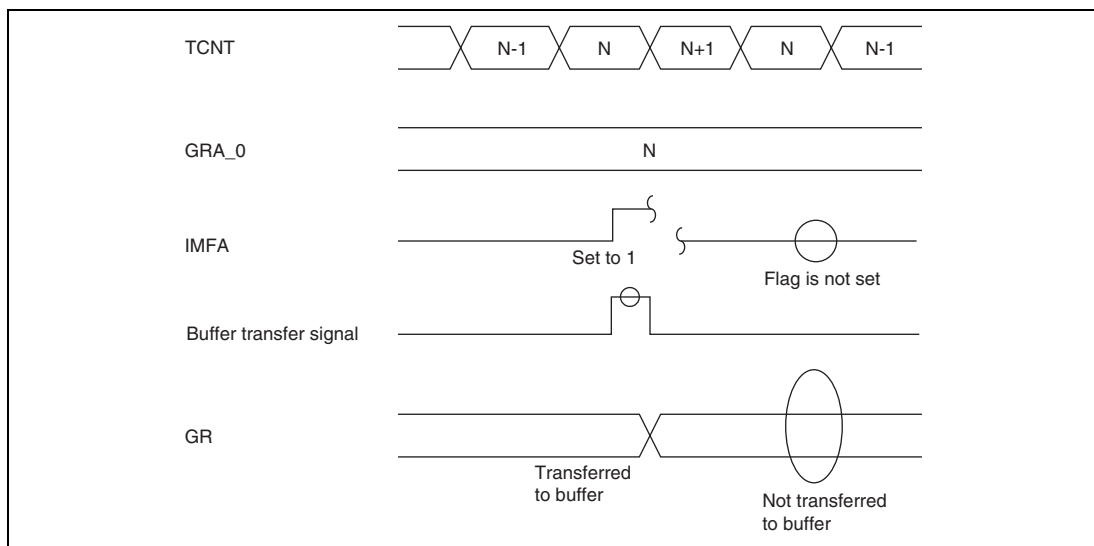 TCNT
N-1
N
N+1
N
N-1
GRA_0
N
IMFA
Set to 1
Flag is not set
Buffer transfer signal
GR
Transferred
to buffer
Not transferred
to buffer